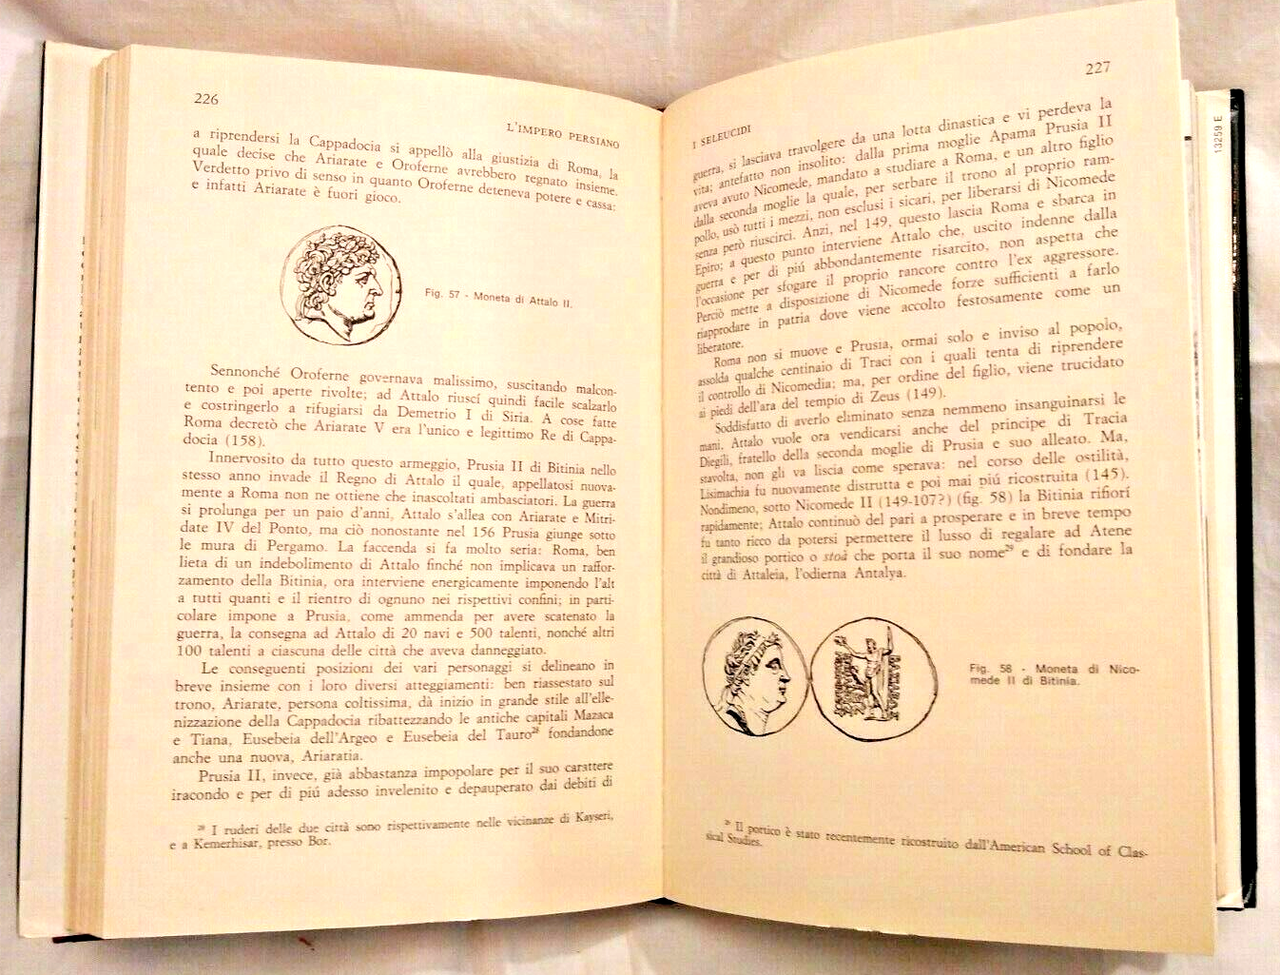 226
L'IMPERO PERSIANO
a riprendersi la Cappadocia si appellò alla giustizia di Roma, la
quale decise che Ariarate e Oroferne avrebbero regnato insieme.
Verdetto privo di senso in quanto Oroferne deteneva potere e cassa:
e infatti Ariarate è fuori gioco.
Fig. 57 - Moneta di Attalo II.
Sennonché Oroferne governava malissimo, suscitando malcon-
tento e poi aperte rivolte; ad Attalo riuscí quindi facile scalzarlo
e costringerlo a rifugiarsi da Demetrio I di Siria. A cose fatte
Roma decretò che Ariarate V era l'unico e legittimo Re di Cappa-
docia (158).
Innervosito da tutto questo armeggio, Prusia II di Bitinia nello
stesso anno invade il Regno di Attalo il quale, appellatosi nuova-
mente a Roma non ne ottiene che inascoltati ambasciatori. La guerra
si prolunga per un paio d'anni, Attalo s'allea con Ariarate e Mitri-
date IV del Ponto, ma ciò nonostante nel 156 Prusia giunge sotto
le mura di Pergamo. La faccenda si fa molto seria: Roma, ben
lieta di un indebolimento di Attalo finché non implicava un raffor-
zamento della Bitinia, ora interviene energicamente imponendo l'alt
a tutti quanti e il rientro di ognuno nei rispettivi confini; in parti-
colare impone a Prusia, come ammenda per avere scatenato la
guerra, la consegna ad Attalo di 20 navi e 500 talenti, nonché altri
100 talenti a ciascuna delle città che aveva danneggiato.
Le conseguenti posizioni dei vari personaggi si delineano in
breve insieme con i loro diversi atteggiamenti: ben riassestato sul
trono, Ariarate, persona coltissima, dà inizio in grande stile all'elle-
nizzazione della Cappadocia ribattezzando le antiche capitali Mazaca
e Tiana, Eusebeia dell'Argeo e Eusebeia del Tauro²⁸ fondandone
anche una nuova, Ariaratia.
Prusia II, invece, già abbastanza impopolare per il suo carattere
iracondo e per di piú adesso invelenito e depauperato dai debiti di
²⁸ I ruderi delle due città sono rispettivamente nelle vicinanze di Kayseri,
e a Kemerhisar, presso Bor.
227
I SELEUCIDI
guerra, si lasciava travolgere da una lotta dinastica e vi perdeva la
vita; antefatto non insolito: dalla prima moglie Apama Prusia II
aveva avuto Nicomede, mandato a studiare a Roma, e un altro figlio
dalla seconda moglie la quale, per serbare il trono al proprio ram-
pollo, usò tutti i mezzi, non esclusi i sicari, per liberarsi di Nicomede
senza però riuscirci. Anzi, nel 149, questo lascia Roma e sbarca in
Epiro; a questo punto interviene Attalo che, uscito indenne dalla
guerra e per di piú abbondantemente risarcito, non aspetta che
l'occasione per sfogare il proprio rancore contro l'ex aggressore.
Perciò mette a disposizione di Nicomede forze sufficienti a farlo
riapprodare in patria dove viene accolto festosamente come un
liberatore.
Roma non si muove e Prusia, ormai solo e inviso al popolo,
assolda qualche centinaio di Traci con i quali tenta di riprendere
il controllo di Nicomedia; ma, per ordine del figlio, viene trucidato
ai piedi dell'ara del tempio di Zeus (149).
Soddisfatto di averlo eliminato senza nemmeno insanguinarsi le
mani, Attalo vuole ora vendicarsi anche del principe di Tracia
Diegili, fratello della seconda moglie di Prusia e suo alleato. Ma,
stavolta, non gli va liscia come sperava: nel corso delle ostilità,
Lisimachia fu nuovamente distrutta e poi mai piú ricostruita (145).
Nondimeno, sotto Nicomede II (149-107?) (fig. 58) la Bitinia rifiorì
rapidamente; Attalo continuò del pari a prosperare e in breve tempo
fu tanto ricco da potersi permettere il lusso di regalare ad Atene
il grandioso portico o stoà che porta il suo nome²⁹ e di fondare la
città di Attaleia, l'odierna Antalya.
Fig. 58 - Moneta di Nico-
mede II di Bitinia.
²⁹ Il portico è stato recentemente ricostruito dall'American School of Clas-
sical Studies.
13259 E